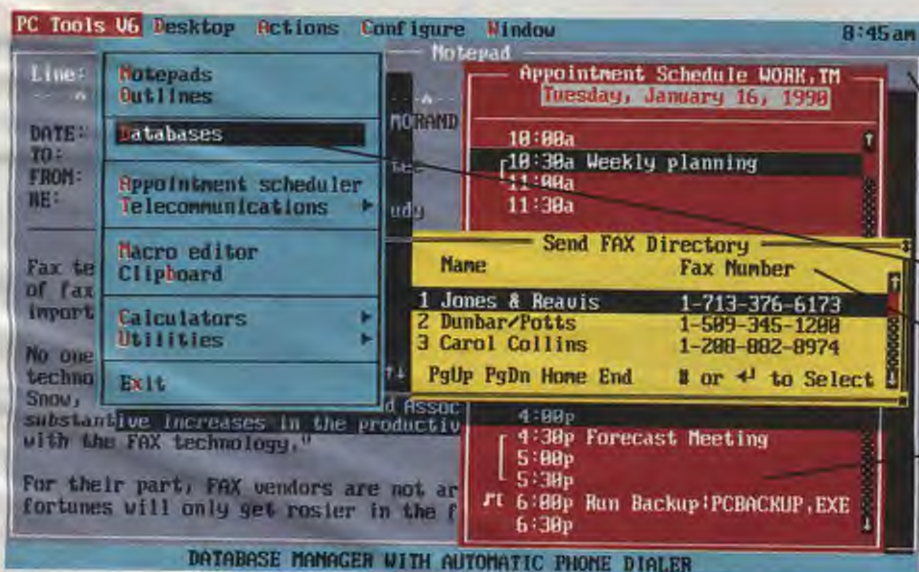 PC Tools V6 Desktop Actions Configure Window 8:45am
Notepad
Line:
DATE:
TO:
FROM:
RE:
MORAND
udy
Fax te
of fax
import
No one
techno
Snow,
d Assoc
substantive increases in the productiv
with the FAX technology."
For their part, FAX vendors are not ar
fortunes will only get rosier in the f
Notepads
Outlines
Databases
Appointment scheduler
Telecommunications
Macro editor
Clipboard
Calculators
Utilities
Exit
Appointment Schedule WORK.TM
Tuesday, January 16, 1990
10:00a
10:30a Weekly planning
11:00a
11:30a
Send FAX Directory
Name Fax Number
1 Jones & Reavis 1-713-376-6173
2 Dunbar/Potts 1-509-345-1200
3 Carol Collins 1-208-882-8974
PgUp PgDn Home End # or ↵ to Select
4:00p
4:30p Forecast Meeting
5:00p
5:30p
6:00p Run Backup¦PCBACKUP.EXE
6:30p
DATABASE MANAGER WITH AUTOMATIC PHONE DIALER